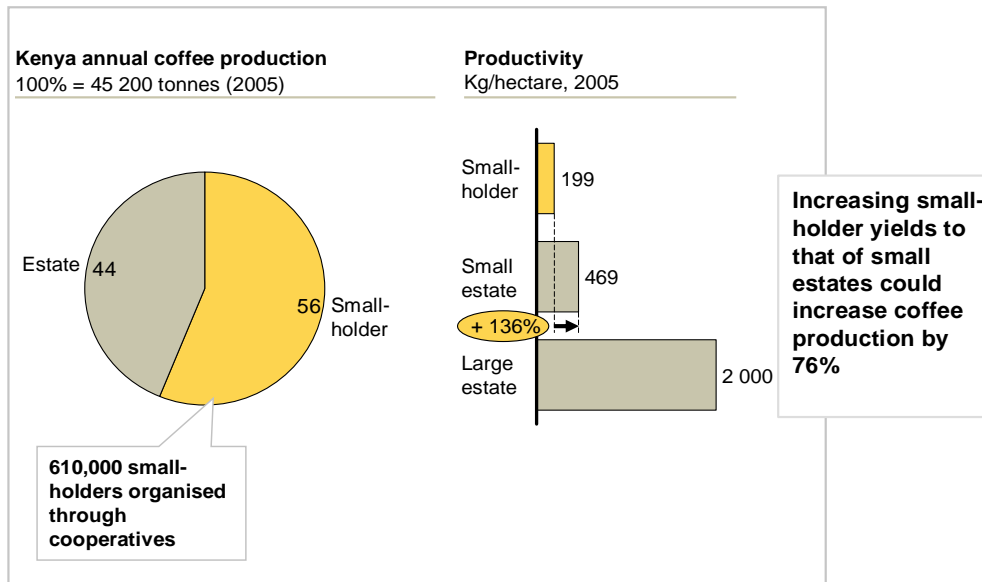 Kenya annual coffee production
100% = 45 200 tonnes (2005)
Estate
44
56
Small-
holder
610,000 small-
holders organised
through
cooperatives
Productivity
Kg/hectare, 2005
Small-
holder
199
Small
estate
469
+ 136%
Large
estate
2 000
Increasing small-
holder yields to
that of small
estates could
increase coffee
production by
76%